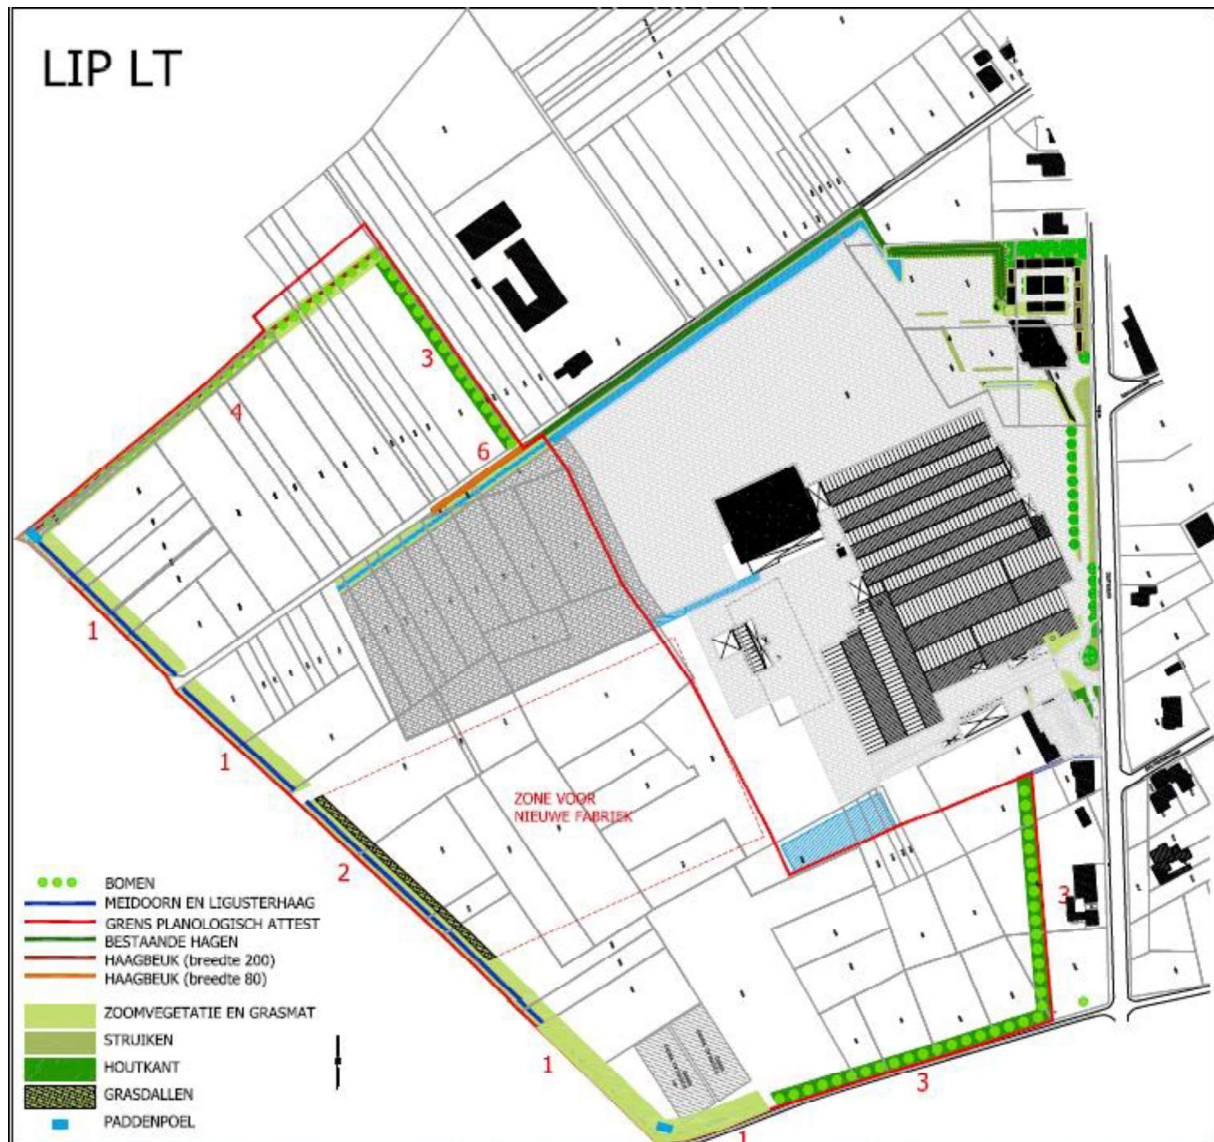 LIP LT
3
4
6
1
1
ZONE VOOR
NIEUWE FABRIEK
2
3
BOMEN
MEIDOORN EN LIGUSTERHAAG
GRENS PLANOLOGISCH ATTEST
BESTAANDE HAGEN
HAAGBEUK (breedte 200)
HAAGBEUK (breedte 80)
ZOOMVEGETATIE EN GRASMAT
STRUIKEN
HOUTKANT
GRASDALLEN
PADDENPOEL
1
3
1